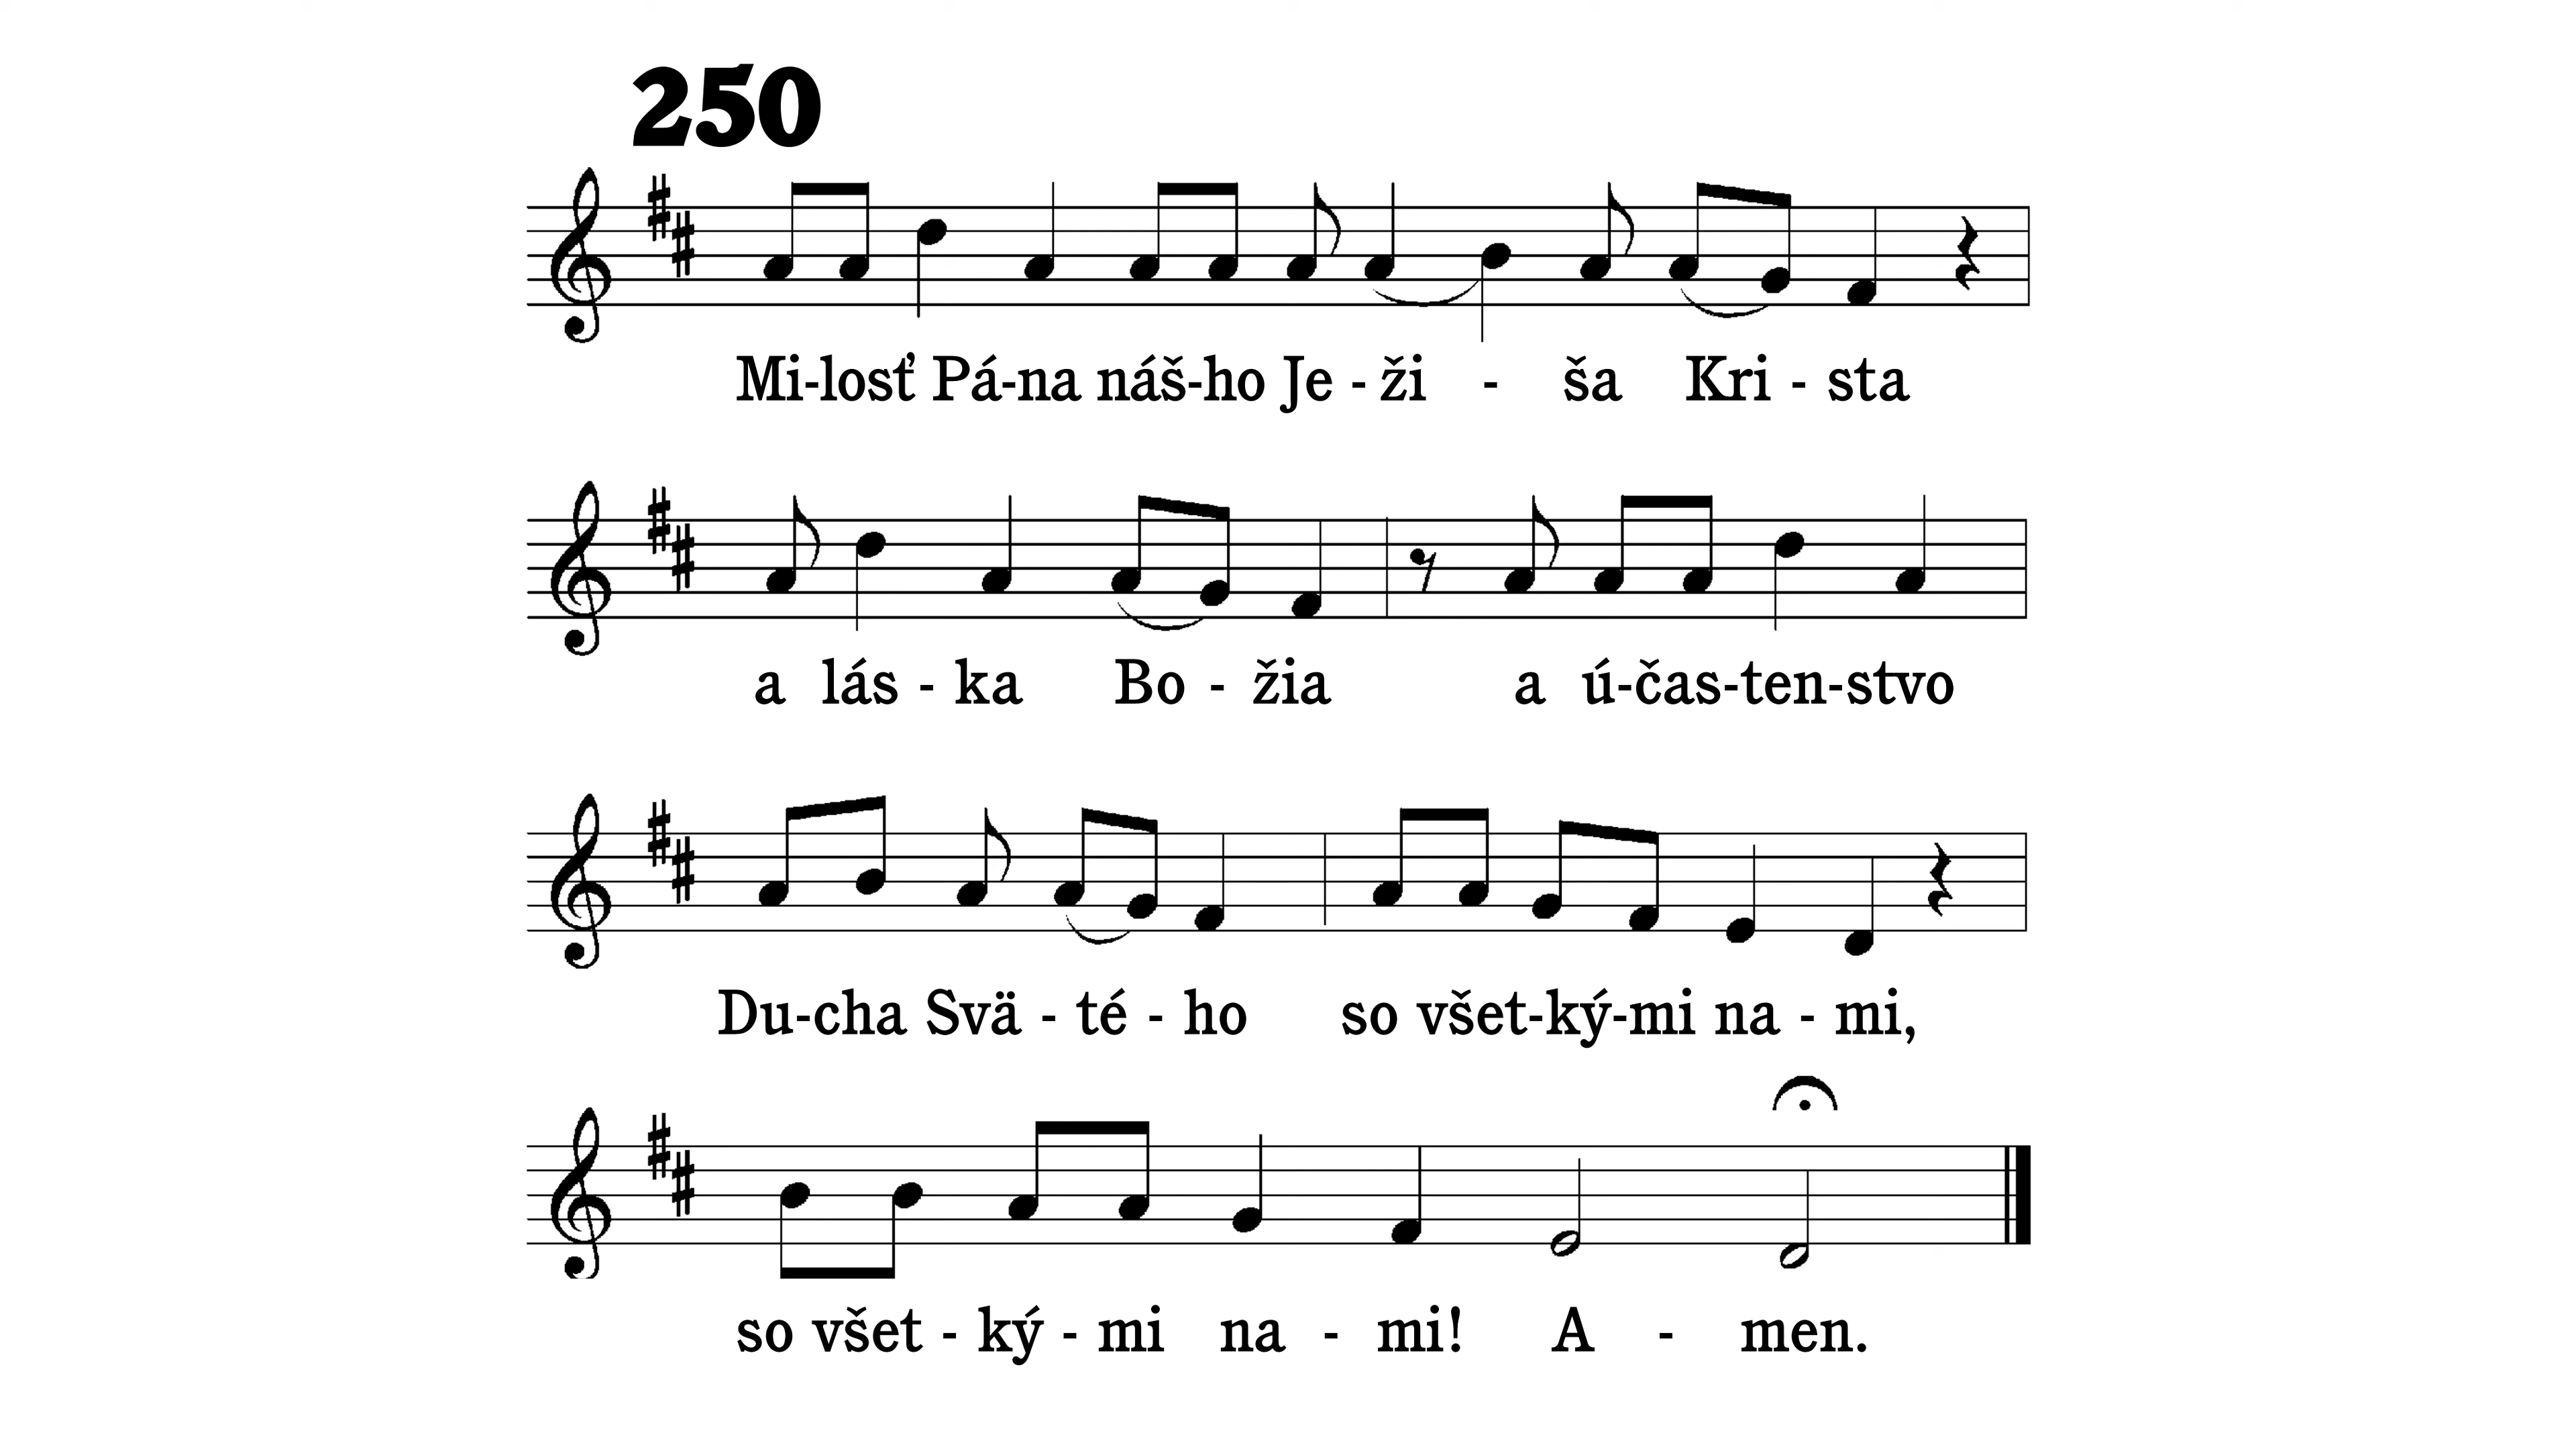 250
Mi-losť Pá-na náš-ho Je - ži - ša Kri - sta
a lás - ka Bo - žia a ú-čas-ten-stvo
Du-cha Svä - té - ho so všet-ký-mi na - mi,
so všet - ký - mi na - mi! A - men.